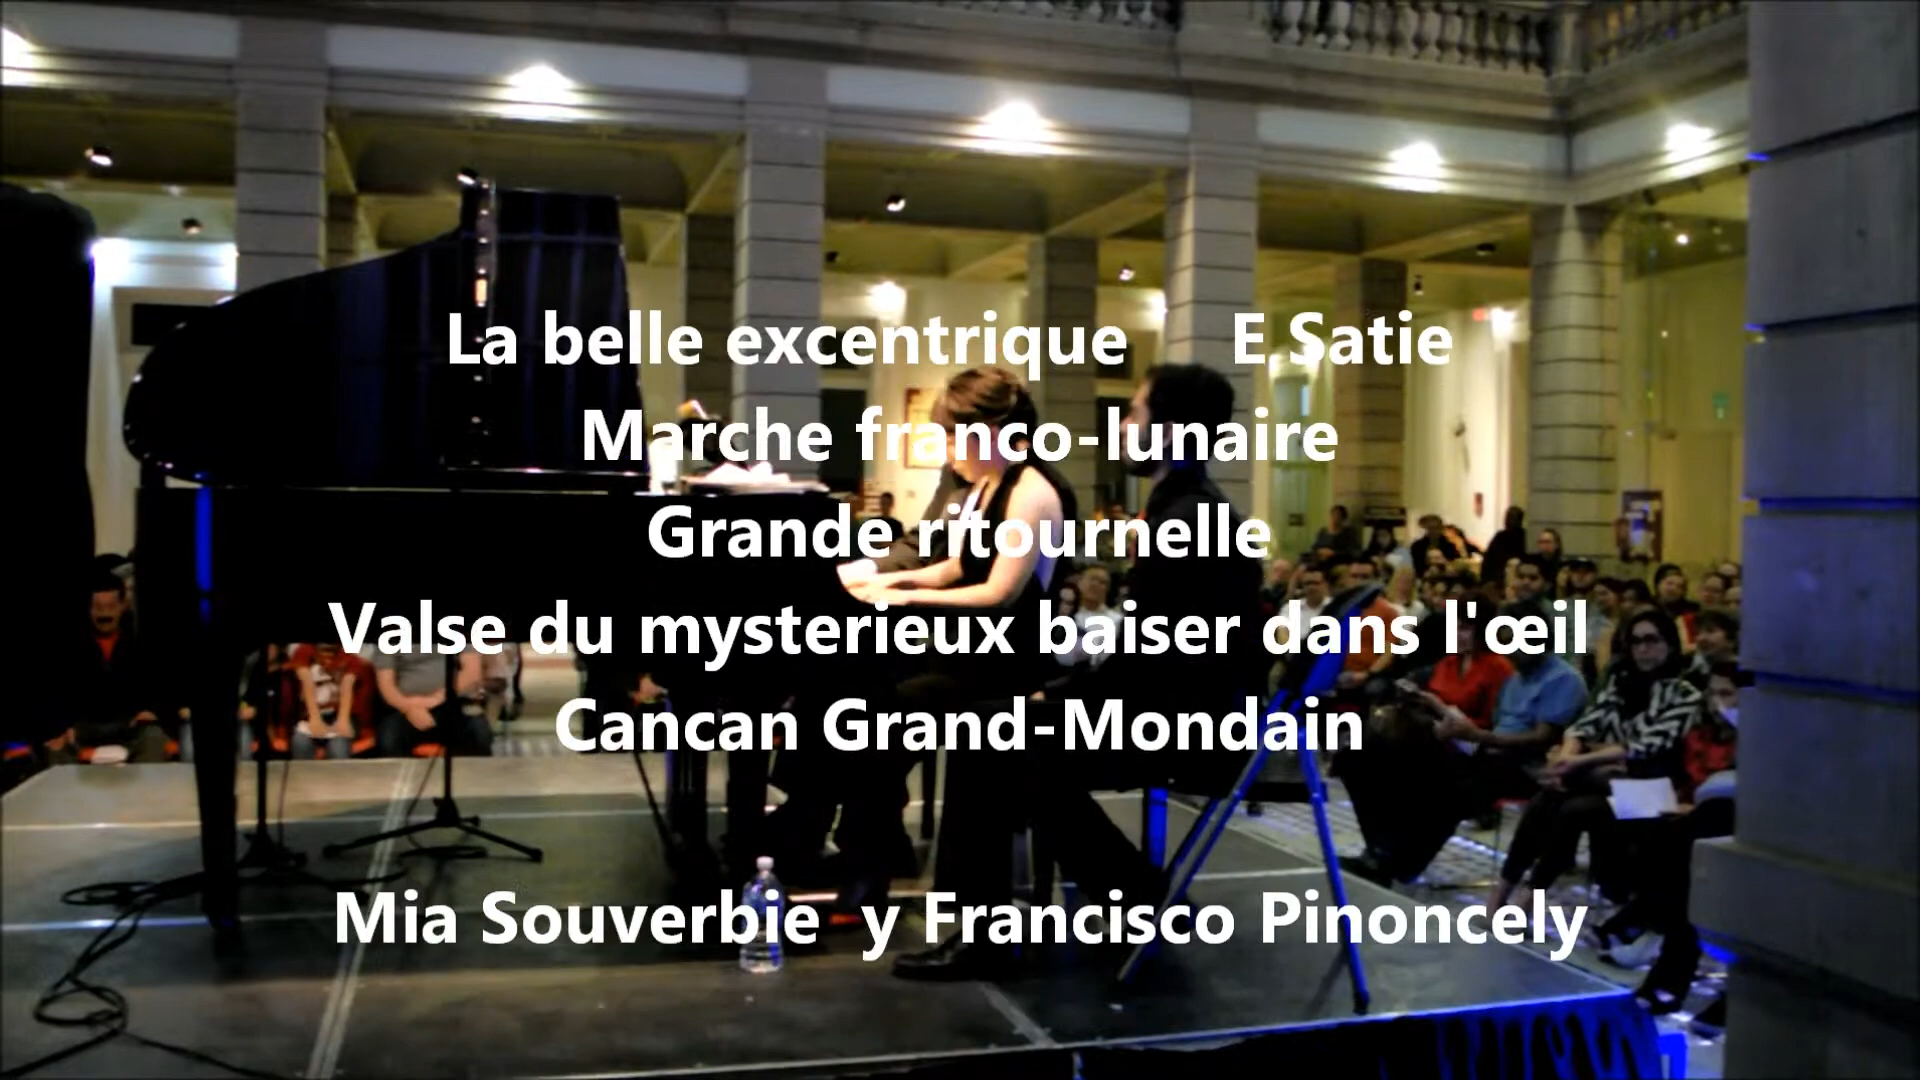 La belle excentrique E.Satie
Marche franco-lunaire
Grande ritournelle
Valse du mysterieux baiser dans l'œil
Cancan Grand-Mondain
Mia Souverbie y Francisco Pinoncely